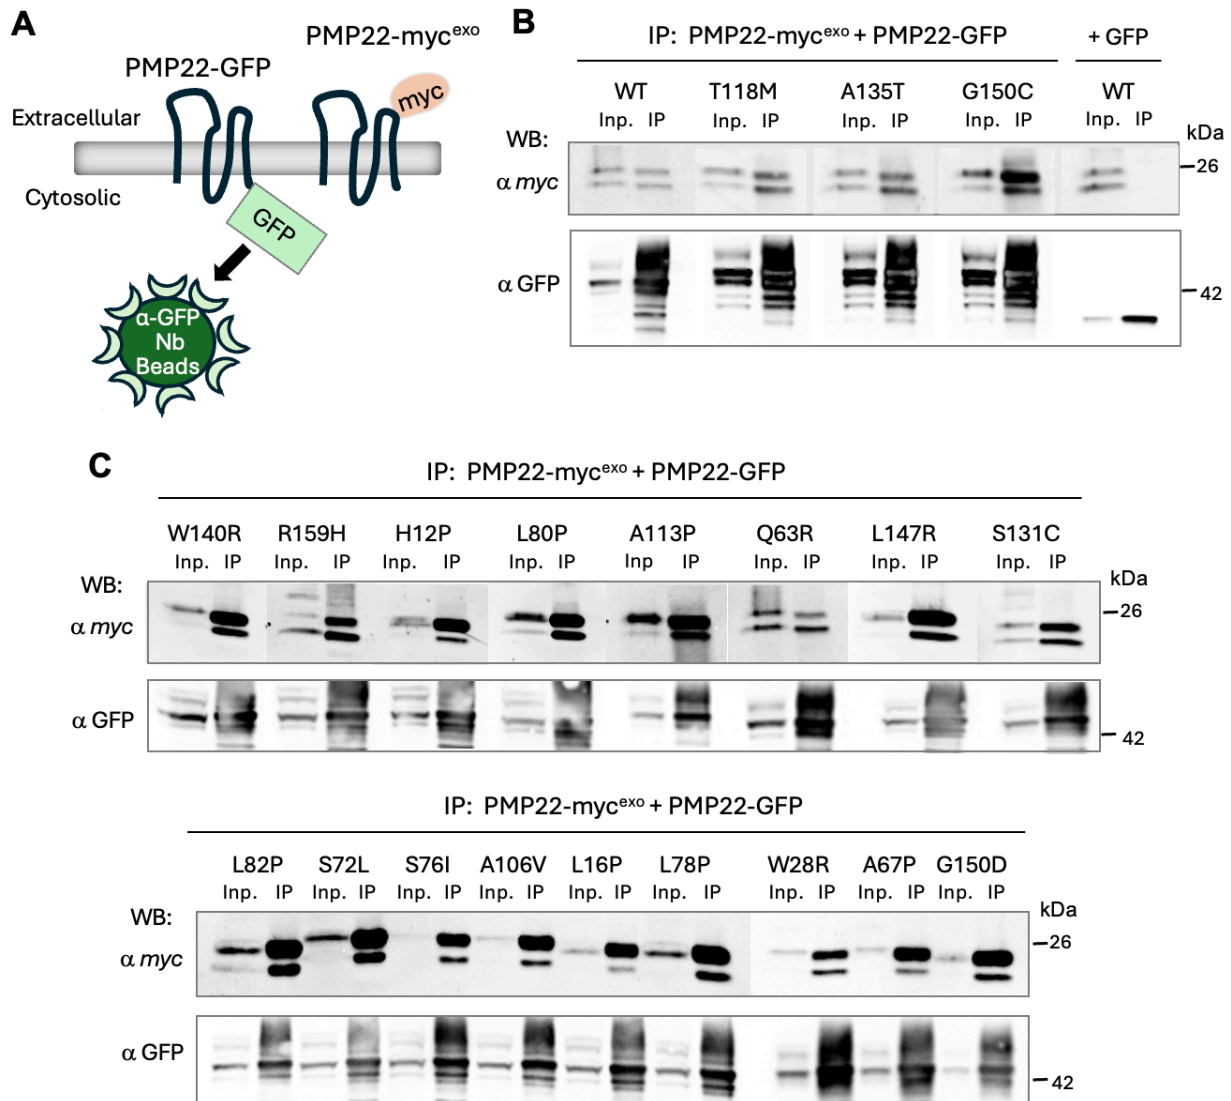 A
PMP22-myc^exo
PMP22-GFP
myc
Extracellular
Cytosolic
GFP
α-GFP
Nb
Beads
B
IP: PMP22-myc^exo + PMP22-GFP
+ GFP
WT T118M A135T G150C WT
Inp. IP Inp. IP Inp. IP Inp. IP Inp. IP
kDa
WB:
26
α myc
α GFP
42
C
IP: PMP22-myc^exo + PMP22-GFP
W140R R159H H12P L80P A113P Q63R L147R S131C
Inp. IP Inp. IP Inp. IP Inp. IP Inp IP Inp. IP Inp. IP Inp. IP
WB:
kDa
26
α myc
α GFP
42
IP: PMP22-myc^exo + PMP22-GFP
L82P S72L S76I A106V L16P L78P W28R A67P G150D
Inp. IP Inp. IP Inp. IP Inp. IP Inp. IP Inp. IP Inp. IP Inp. IP Inp. IP
WB:
kDa
26
α myc
α GFP
42